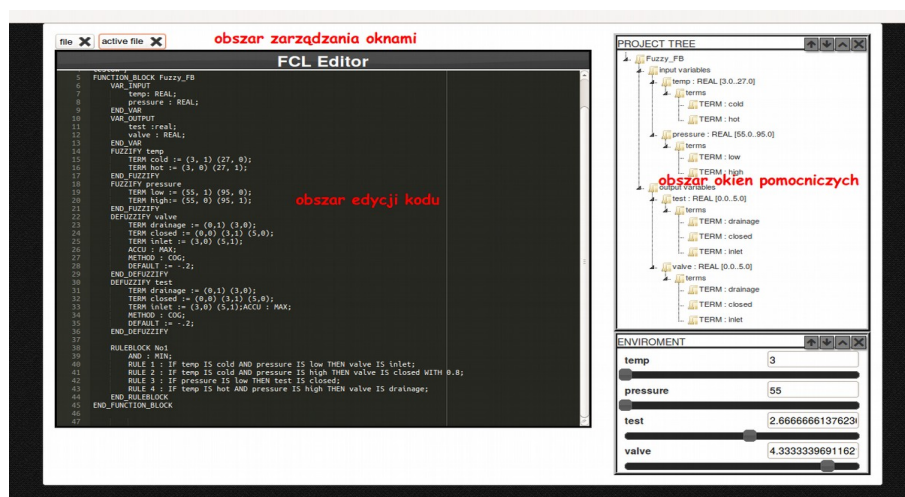 file
active file
obszar zarządzania oknami
FCL Editor
5 FUNCTION_BLOCK Fuzzy_FB
6 VAR_INPUT
7 temp: REAL;
8 pressure : REAL;
9 END_VAR
10 VAR_OUTPUT
11 test :real;
12 valve : REAL;
13 END_VAR
14 FUZZIFY temp
15 TERM cold := (3, 1) (27, 0);
16 TERM hot := (3, 0) (27, 1);
17 END_FUZZIFY
18 FUZZIFY pressure
19 TERM low := (55, 1) (95, 0);
20 TERM high:= (55, 0) (95, 1);
21 END_FUZZIFY
22 DEFUZZIFY valve
23 TERM drainage := (0,1) (3,0);
24 TERM closed := (0,0) (3,1) (5,0);
25 TERM inlet := (3,0) (5,1);
26 ACCU : MAX;
27 METHOD : COG;
28 DEFAULT := -.2;
29 END_DEFUZZIFY
30 DEFUZZIFY test
31 TERM drainage := (0,1) (3,0);
32 TERM closed := (0,0) (3,1) (5,0);
33 TERM inlet := (3,0) (5,1);ACCU : MAX;
34 METHOD : COG;
35 DEFAULT := -.2;
36 END_DEFUZZIFY
37
38 RULEBLOCK No1
39 AND : MIN;
40 RULE 1 : IF temp IS cold AND pressure IS low THEN valve IS inlet;
41 RULE 2 : IF temp IS cold AND pressure IS high THEN valve IS closed WITH 0.8;
42 RULE 3 : IF pressure IS low THEN test IS closed;
43 RULE 4 : IF temp IS hot AND pressure IS high THEN valve IS drainage;
44 END_RULEBLOCK
45 END_FUNCTION_BLOCK
46
47
obszar edycji kodu
PROJECT TREE
Fuzzy_FB
input variables
temp : REAL [3.0..27.0]
terms
TERM : cold
TERM : hot
pressure : REAL [55.0..95.0]
terms
TERM : low
TERM : high
obszar okien pomocniczych
output variables
test : REAL [0.0..5.0]
terms
TERM : drainage
TERM : closed
TERM : inlet
valve : REAL [0.0..5.0]
terms
TERM : drainage
TERM : closed
TERM : inlet
ENVIROMENT
temp 3
pressure 55
test 2.6666666137623
valve 4.3333339691162